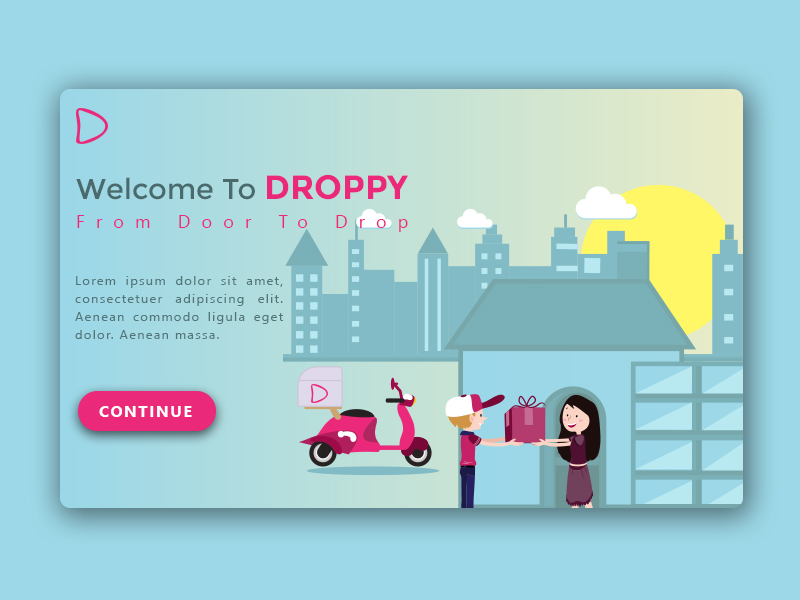 Welcome To DROPPY
From Door To Drop
Lorem ipsum dolor sit amet,
consectetuer adipiscing elit.
Aenean commodo ligula eget
dolor. Aenean massa.
CONTINUE